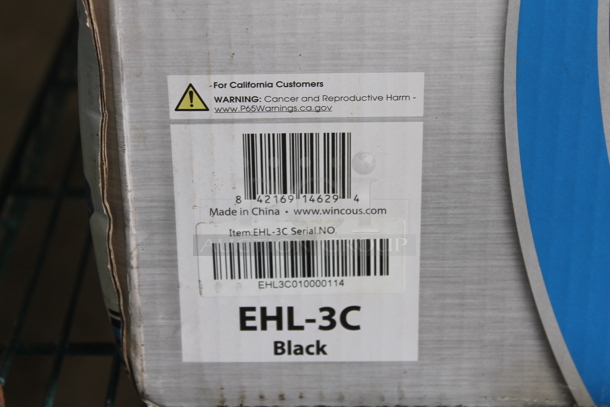 For California Customers
WARNING: Cancer and Reproductive Harm -
www.P65Warnings.ca.gov
8 42169 14629 4
Made in China • www.wincous.com
Item:EHL-3C Serial.NO.
EHL3C010000114
EHL-3C
Black